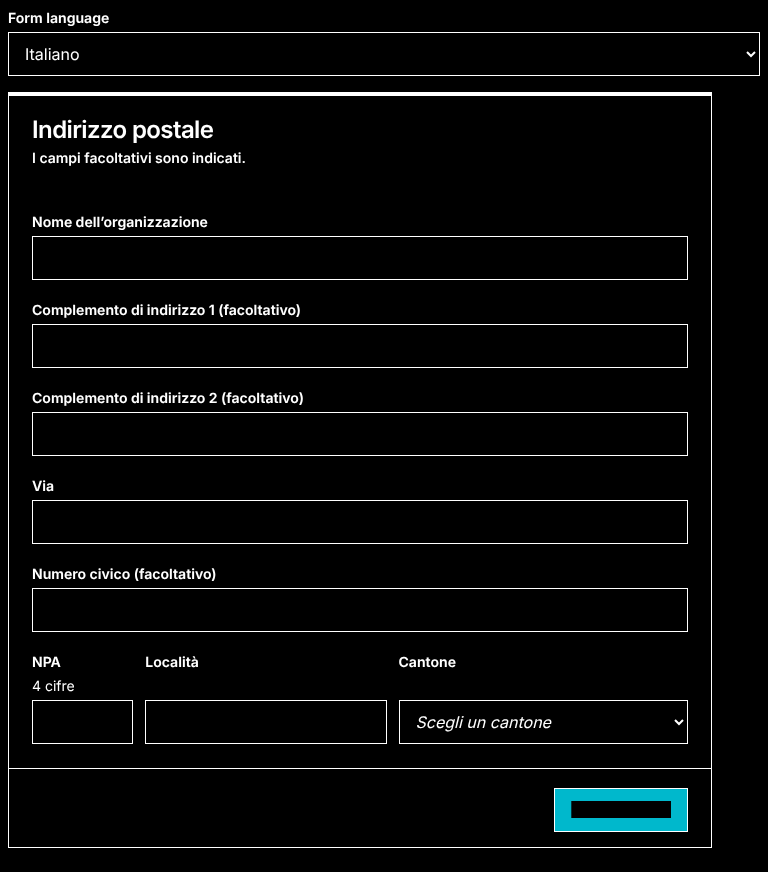 Form language
Italiano
Indirizzo postale
I campi facoltativi sono indicati.
Nome dell’organizzazione
Complemento di indirizzo 1 (facoltativo)
Complemento di indirizzo 2 (facoltativo)
Via
Numero civico (facoltativo)
NPA Località Cantone
4 cifre
Scegli un cantone